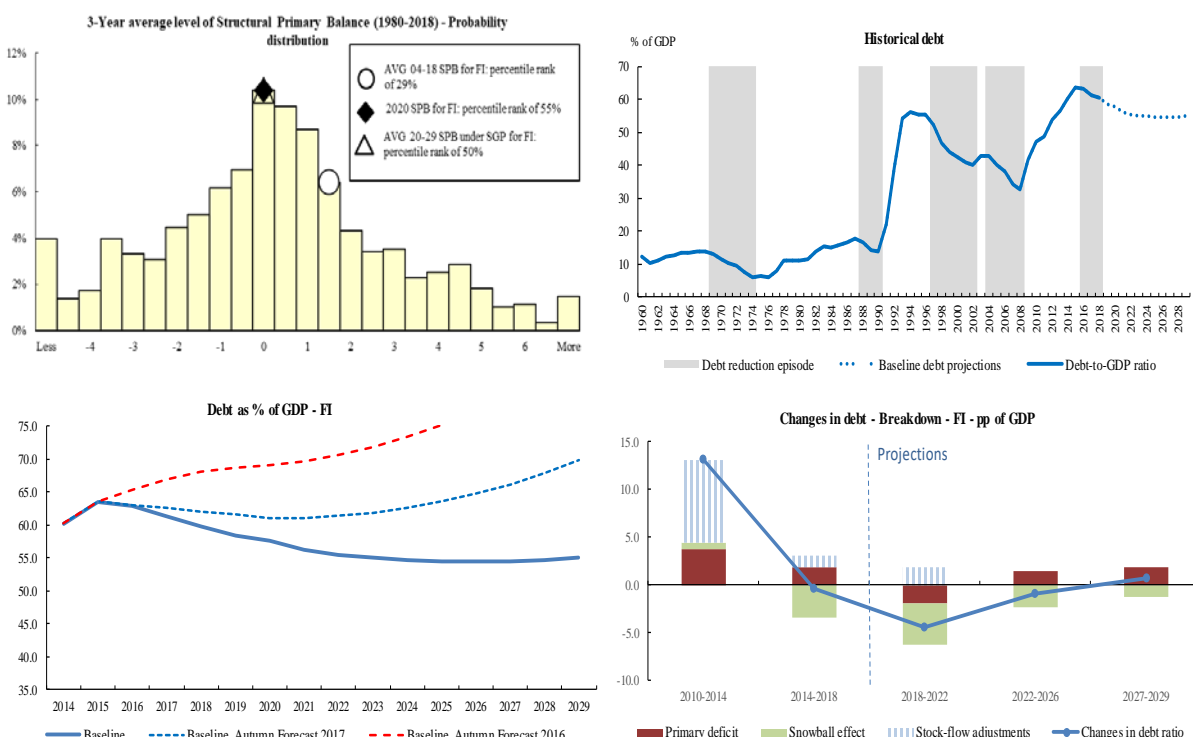 3-Year average level of Structural Primary Balance (1980-2018) - Probability
distribution
12%
10%
8%
6%
4%
2%
0%
AVG 04-18 SPB for FI: percentile rank
of 29%
2020 SPB for FI: percentile rank of 55%
AVG 20-29 SPB under SGP for FI:
percentile rank of 50%
Less -4 -3 -2 -1 0 1 2 3 4 5 6 More
% of GDP
Historical debt
70
60
50
40
30
20
10
0
1960 1962 1964 1966 1968 1970 1972 1974 1976 1978 1980 1982 1984 1986 1988 1990 1992 1994 1996 1998 2000 2002 2004 2006 2008 2010 2012 2014 2016 2018 2020 2022 2024 2026 2028
Debt reduction episode Baseline debt projections Debt-to-GDP ratio
Debt as % of GDP - FI
75.0
70.0
65.0
60.0
55.0
50.0
45.0
40.0
35.0
2014 2015 2016 2017 2018 2019 2020 2021 2022 2023 2024 2025 2026 2027 2028 2029
Baseline Baseline, Autumn Forecast 2017 Baseline, Autumn Forecast 2016
Changes in debt - Breakdown - FI - pp of GDP
15.0
10.0
5.0
0.0
-5.0
-10.0
Projections
2010-2014 2014-2018 2018-2022 2022-2026 2027-2029
Primary deficit Snowball effect Stock-flow adjustments Changes in debt ratio